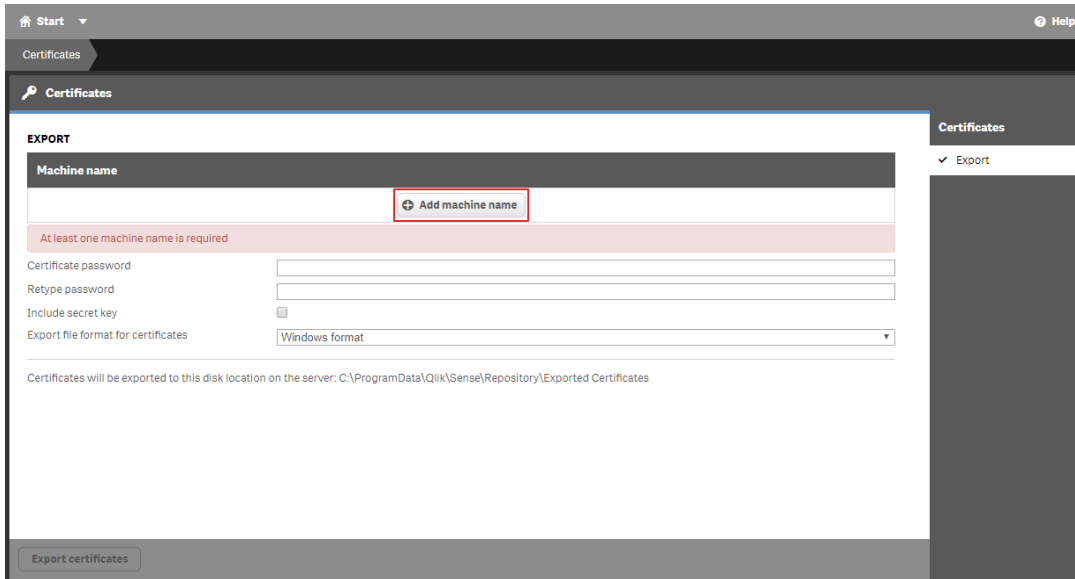 Start
Help
Certificates
Certificates
EXPORT
Machine name
Add machine name
At least one machine name is required
Certificate password
Retype password
Include secret key
Export file format for certificates
Windows format
Certificates will be exported to this disk location on the server: C:\ProgramData\Qlik\Sense\Repository\Exported Certificates
Export certificates
Certificates
Export